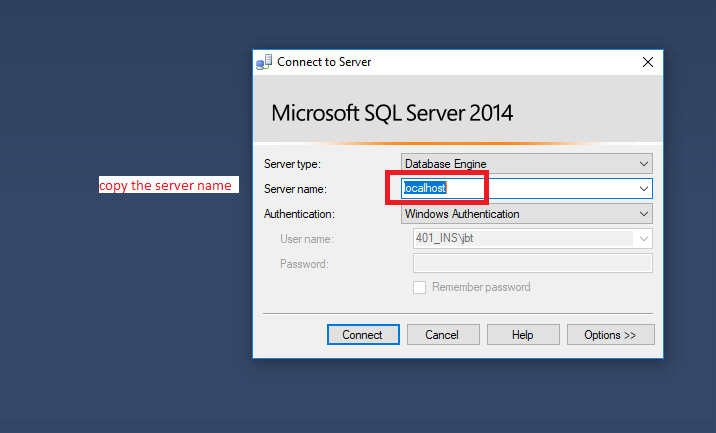 Connect to Server
Microsoft SQL Server 2014
Server type: Database Engine
copy the server name
Server name: localhost
Authentication: Windows Authentication
User name: 401_INS\jbt
Password:
Remember password
Connect Cancel Help Options >>